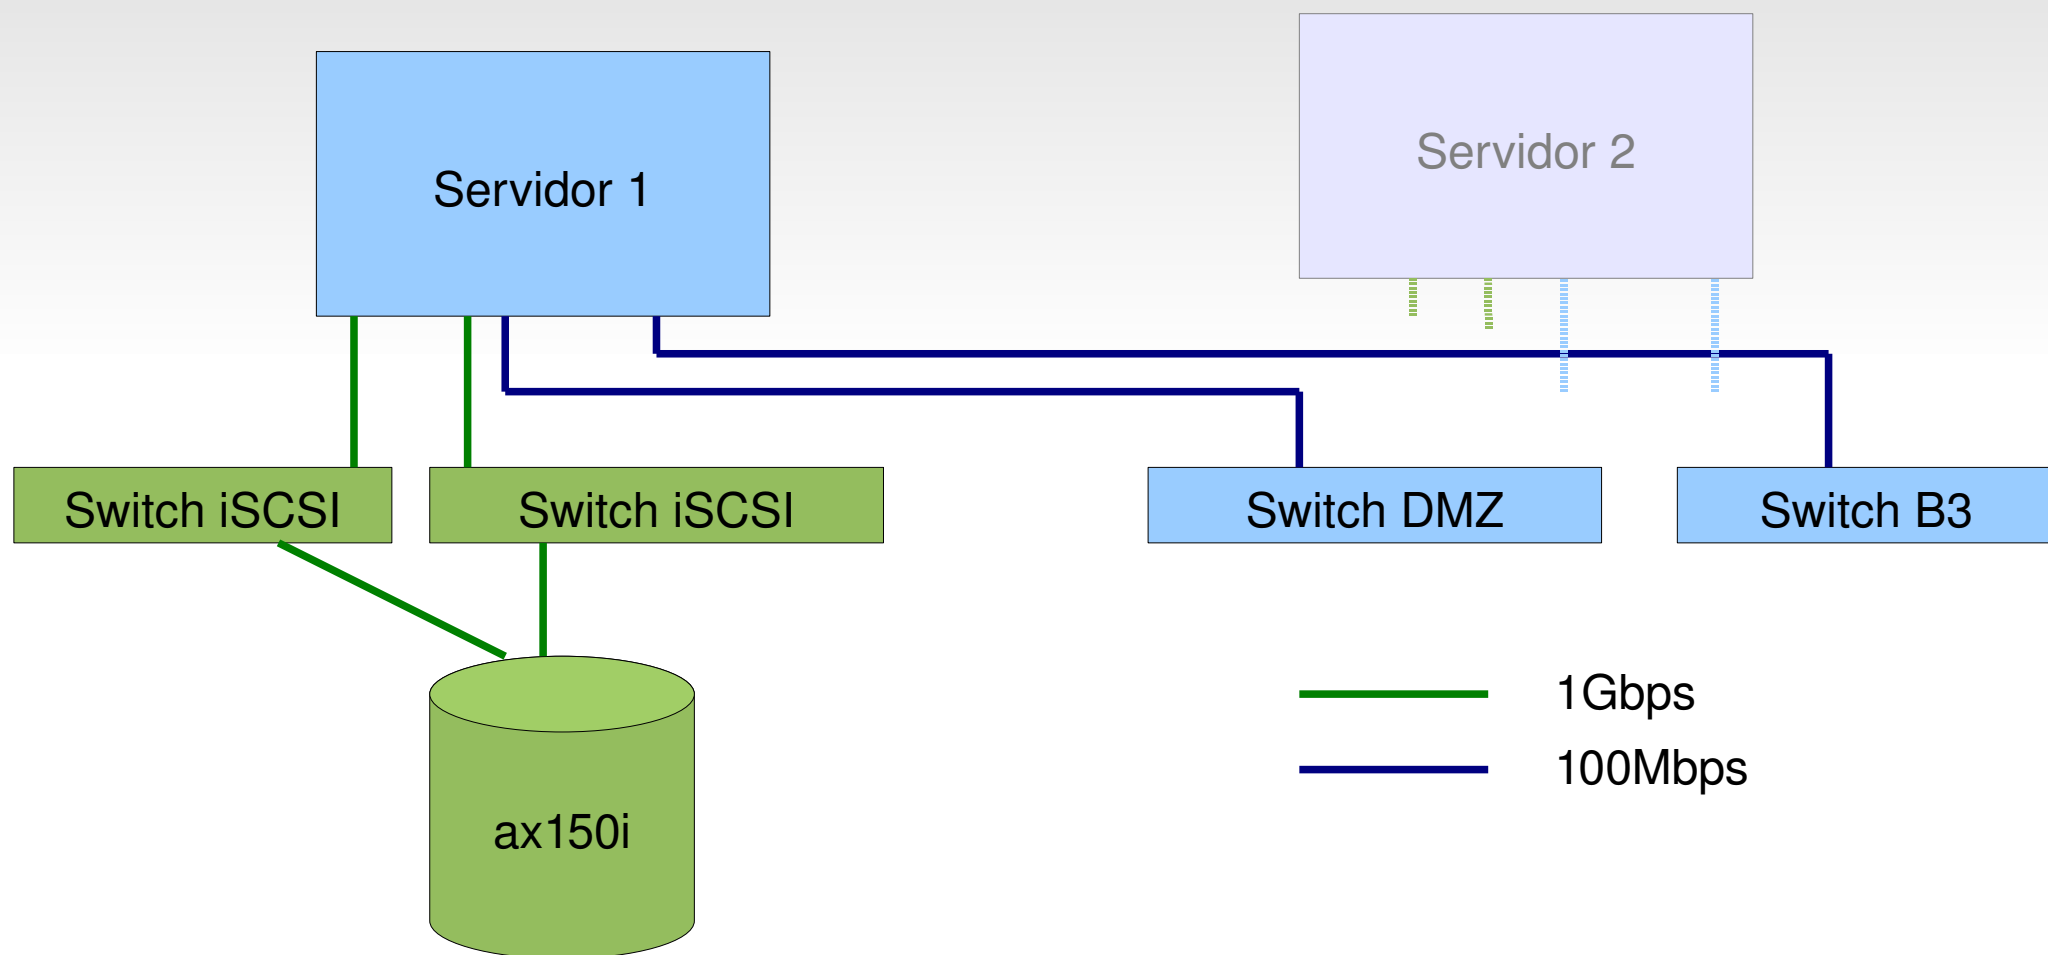 Servidor 1
Servidor 2
Switch iSCSI
Switch iSCSI
Switch DMZ
Switch B3
1Gbps
100Mbps
ax150i